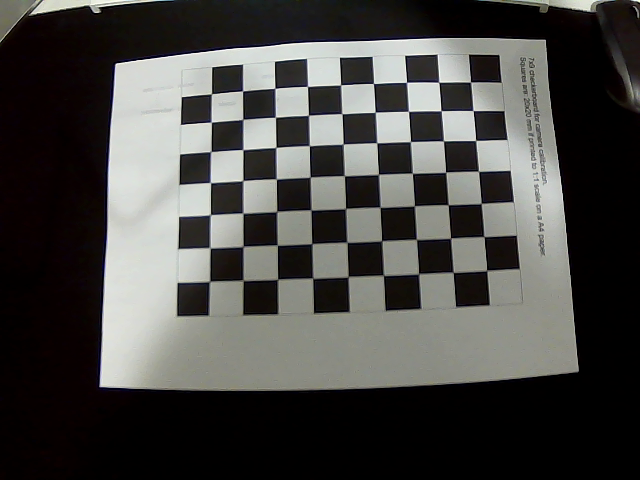 7x9 checkerboard for camera calibration.
Squares are 20x20 mm if printed to 1:1 scale on a A4 paper.